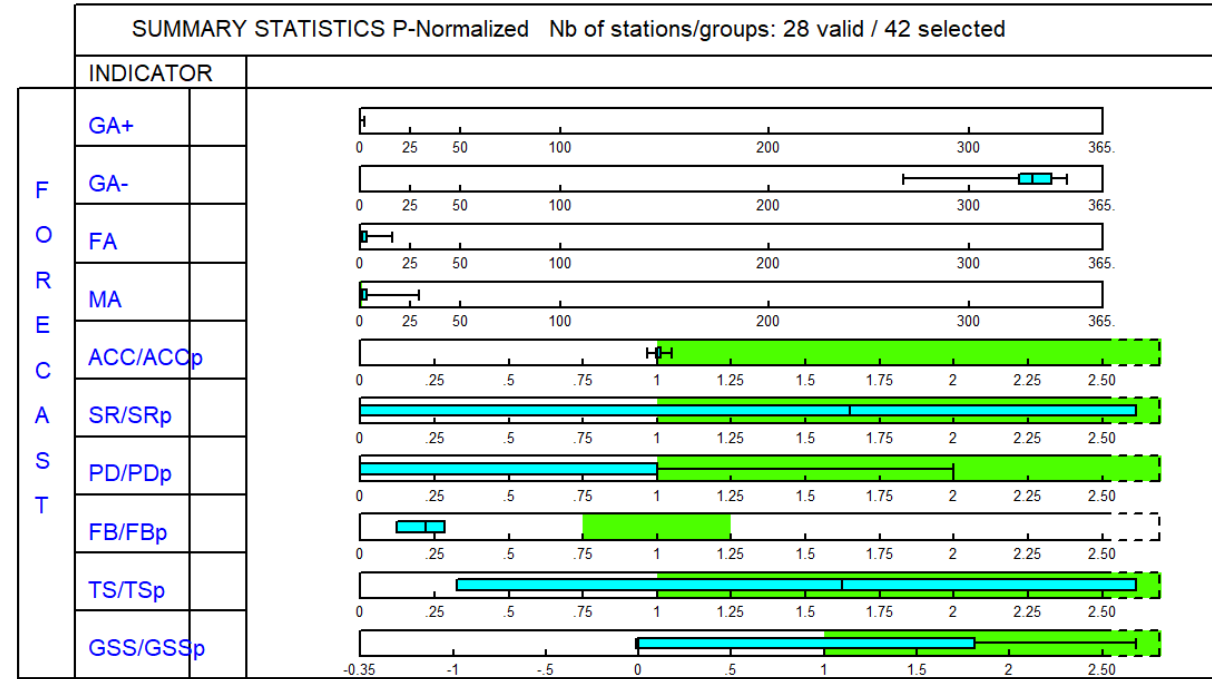 SUMMARY STATISTICS P-Normalized Nb of stations/groups: 28 valid / 42 selected
INDICATOR
FORECAST
GA+
0 25 50 100 200 300 365.
GA-
0 25 50 100 200 300 365.
FA
0 25 50 100 200 300 365.
MA
0 25 50 100 200 300 365.
ACC/ACCp
0 .25 .5 .75 1 1.25 1.5 1.75 2 2.25 2.50
SR/SRp
0 .25 .5 .75 1 1.25 1.5 1.75 2 2.25 2.50
PD/PDp
0 .25 .5 .75 1 1.25 1.5 1.75 2 2.25 2.50
FB/FBp
0 .25 .5 .75 1 1.25 1.5 1.75 2 2.25 2.50
TS/TSp
0 .25 .5 .75 1 1.25 1.5 1.75 2 2.25 2.50
GSS/GSSp
-0.35 -1 -.5 0 .5 1 1.5 2 2.50